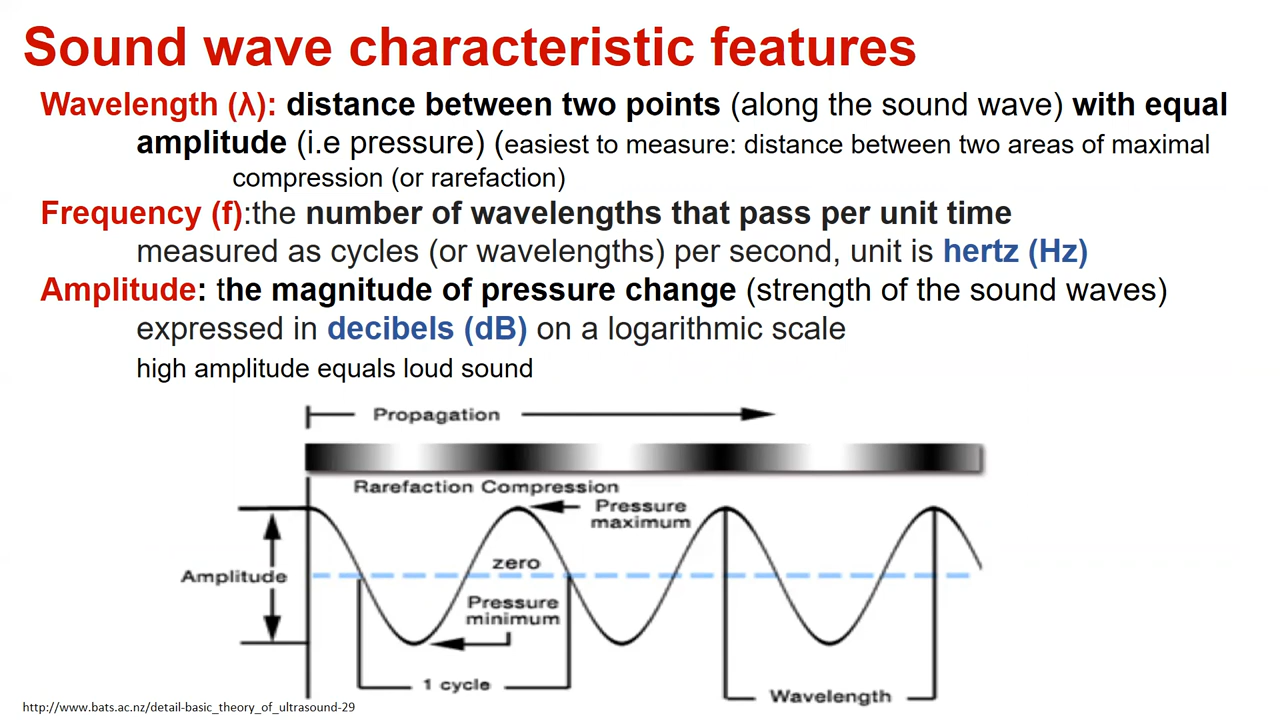 Sound wave characteristic features
Wavelength (λ): distance between two points (along the sound wave) with equal
amplitude (i.e pressure) (easiest to measure: distance between two areas of maximal
compression (or rarefaction)
Frequency (f):the number of wavelengths that pass per unit time
measured as cycles (or wavelengths) per second, unit is hertz (Hz)
Amplitude: the magnitude of pressure change (strength of the sound waves)
expressed in decibels (dB) on a logarithmic scale
high amplitude equals loud sound
Propagation
Rarefaction Compression
Pressure
maximum
zero
Amplitude
Pressure
minimum
1 cycle
Wavelength
http://www.bats.ac.nz/detail-basic_theory_of_ultrasound-29